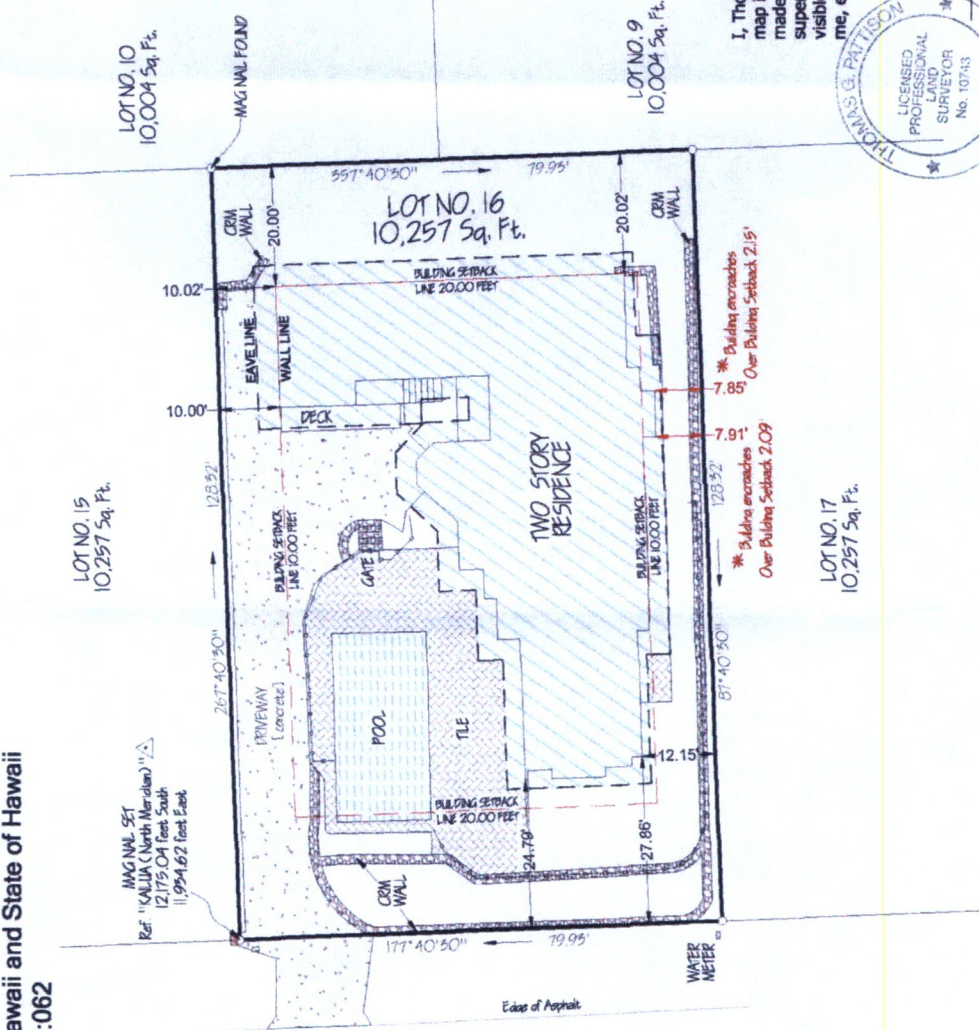 awaii and State of Hawaii
:062
LOT NO. 10
10,004 Sq. Ft.
MAG NAIL FOUND
LOT NO. 9
10,004 Sq. Ft.
I, Tho
map i
made
super
visibl
me, e
THOMAS G. PATTISON
LICENSED
PROFESSIONAL
LAND
SURVEYOR
No. 10743
357°40'30"
79.93'
LOT NO. 16
10,257 Sq. Ft.
CRM
WALL
20.00'
20.02'
CRM
WALL
10.02'
BUILDING SETBACK
LINE 20.00 FEET
EAVE LINE
WALL LINE
10.00'
DECK
* Building encroaches
Over Building Setback 2.15'
7.85'
7.91'
* Building encroaches
Over Building Setback 2.09'
LOT NO. 15
10,257 Sq. Ft.
128.32'
267°40'30"
BUILDING SETBACK
LINE 10.00 FEET
GATE
TWO STORY
RESIDENCE
BUILDING SETBACK
LINE 10.00 FEET
128.32'
87°40'30"
LOT NO. 17
10,257 Sq. Ft.
DRIVEWAY
(concrete)
POOL
TILE
12.15'
BUILDING SETBACK
LINE 20.00 FEET
24.79'
27.86'
MAG NAIL SET
Ref. "KAILUA (North Meridian)"
12,175.04 feet South
11,954.62 feet East
CRM
WALL
177°40'30"
79.93'
WATER
METER
Edge of Asphalt